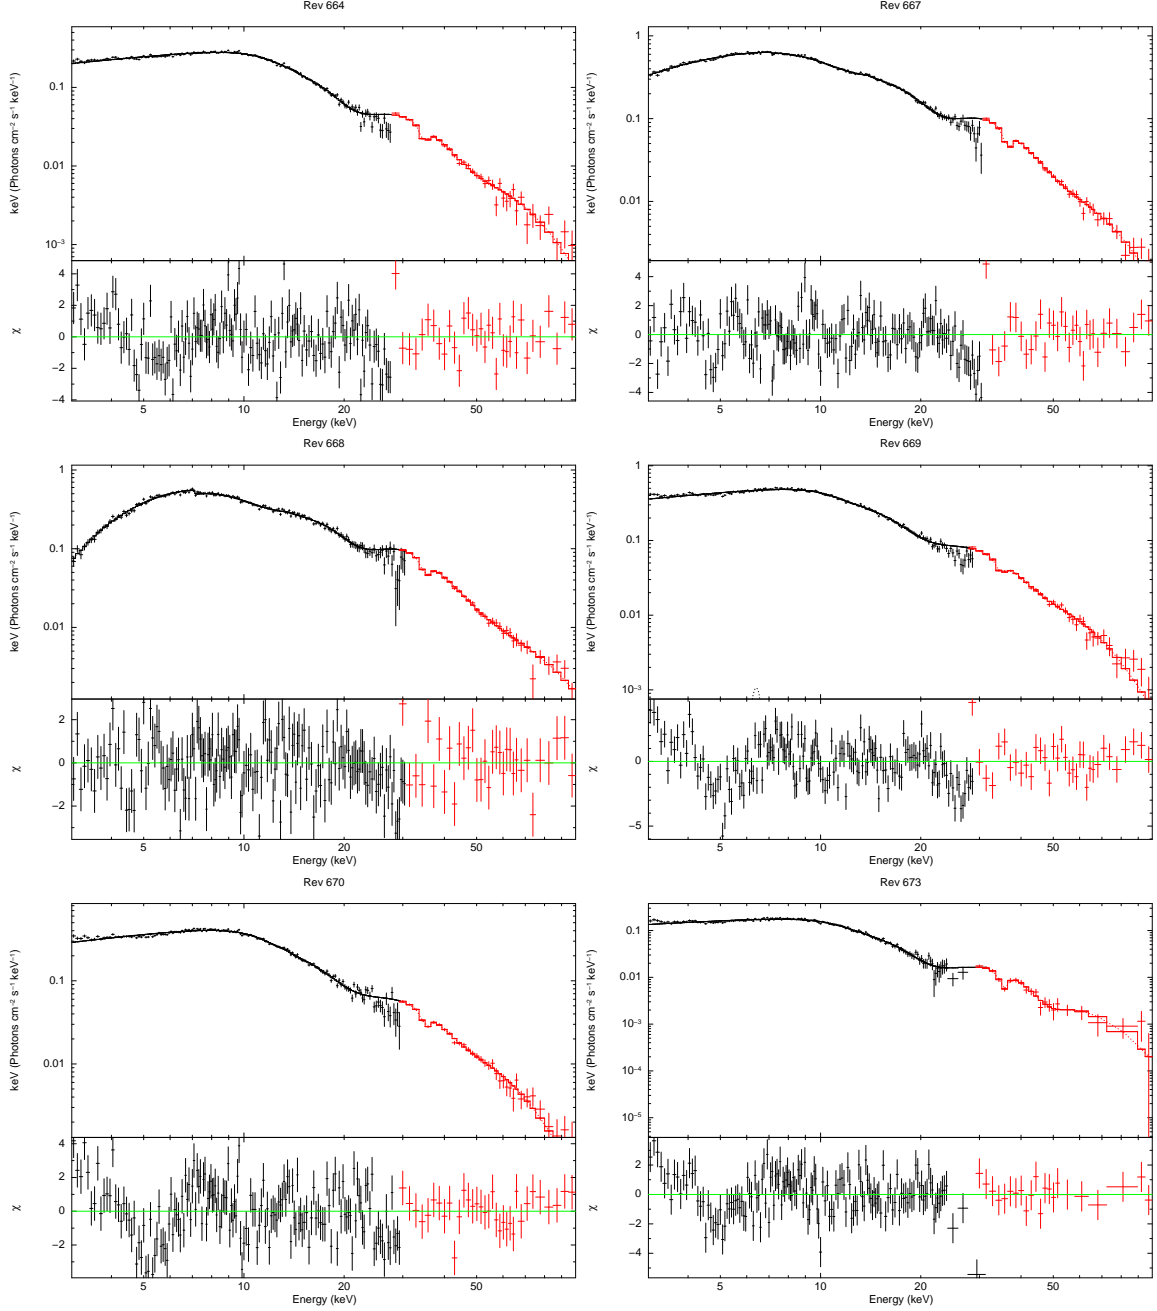 Rev 664
keV (Photons cm⁻² s⁻¹ keV⁻¹)
0.1
0.01
10⁻³
χ
4
2
0
−2
−4
5
10
20
50
Energy (keV)
Rev 667
keV (Photons cm⁻² s⁻¹ keV⁻¹)
1
0.1
0.01
χ
4
2
0
−2
−4
5
10
20
50
Energy (keV)
Rev 668
keV (Photons cm⁻² s⁻¹ keV⁻¹)
1
0.1
0.01
χ
2
0
−2
5
10
20
50
Energy (keV)
Rev 669
keV (Photons cm⁻² s⁻¹ keV⁻¹)
1
0.1
0.01
10⁻³
χ
0
−5
5
10
20
50
Energy (keV)
Rev 670
keV (Photons cm⁻² s⁻¹ keV⁻¹)
0.1
0.01
χ
4
2
0
−2
5
10
20
50
Energy (keV)
Rev 673
keV (Photons cm⁻² s⁻¹ keV⁻¹)
0.1
0.01
10⁻³
10⁻⁴
10⁻⁵
χ
2
0
−2
−4
5
10
20
50
Energy (keV)